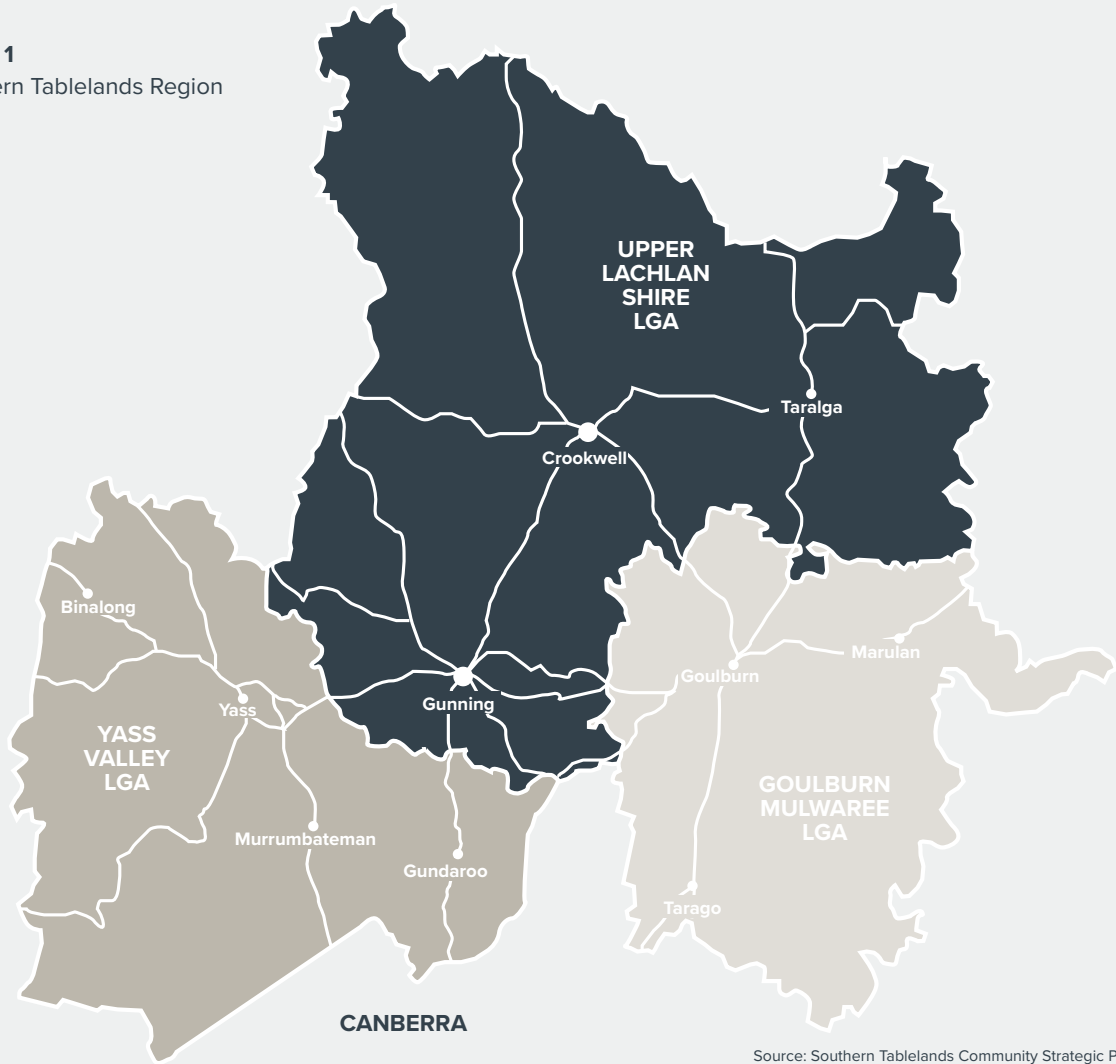 1
ern Tablelands Region
UPPER
LACHLAN
SHIRE
LGA
Taralga
Crookwell
Binalong
Marulan
Goulburn
Gunning
Yass
YASS
VALLEY
LGA
GOULBURN
MULWAREE
LGA
Murrumbateman
Gundaroo
Tarago
CANBERRA
Source: Southern Tablelands Community Strategic P